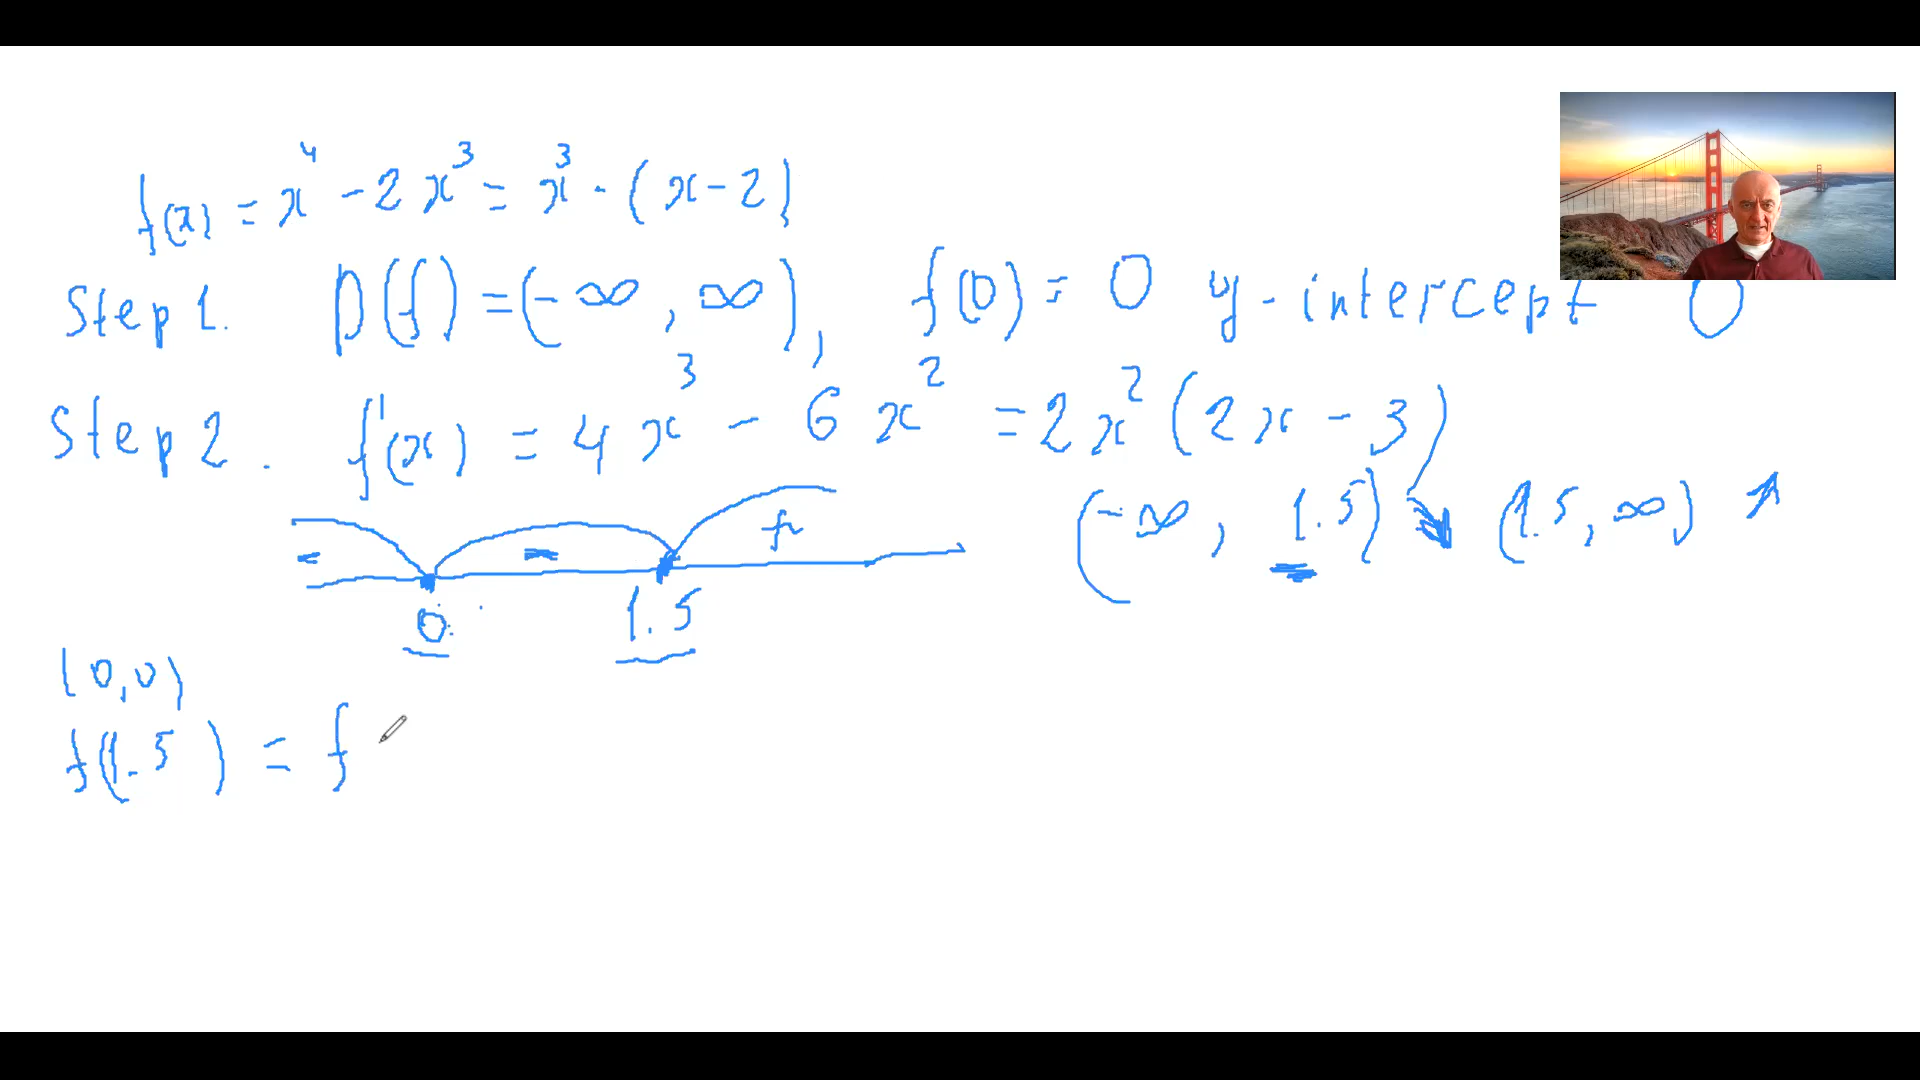 f(x) = x⁴ - 2x³ = x³ · (x - 2)
Step 1. D(f) = (-∞, ∞), f(0) = 0 y-intercept 0
Step 2. f'(x) = 4x³ - 6x² = 2x² (2x - 3)
- - + (-∞, 1.5) ↘ (1.5, ∞) ↗
0 1.5
(0,0)
f(1.5) = f